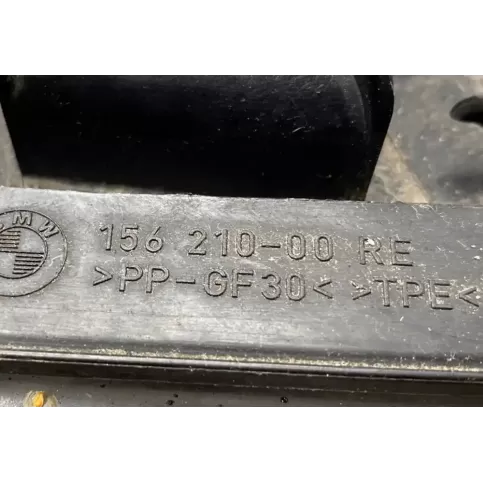 BMW
156 210-00 RE
>PP-GF30< >TPE<